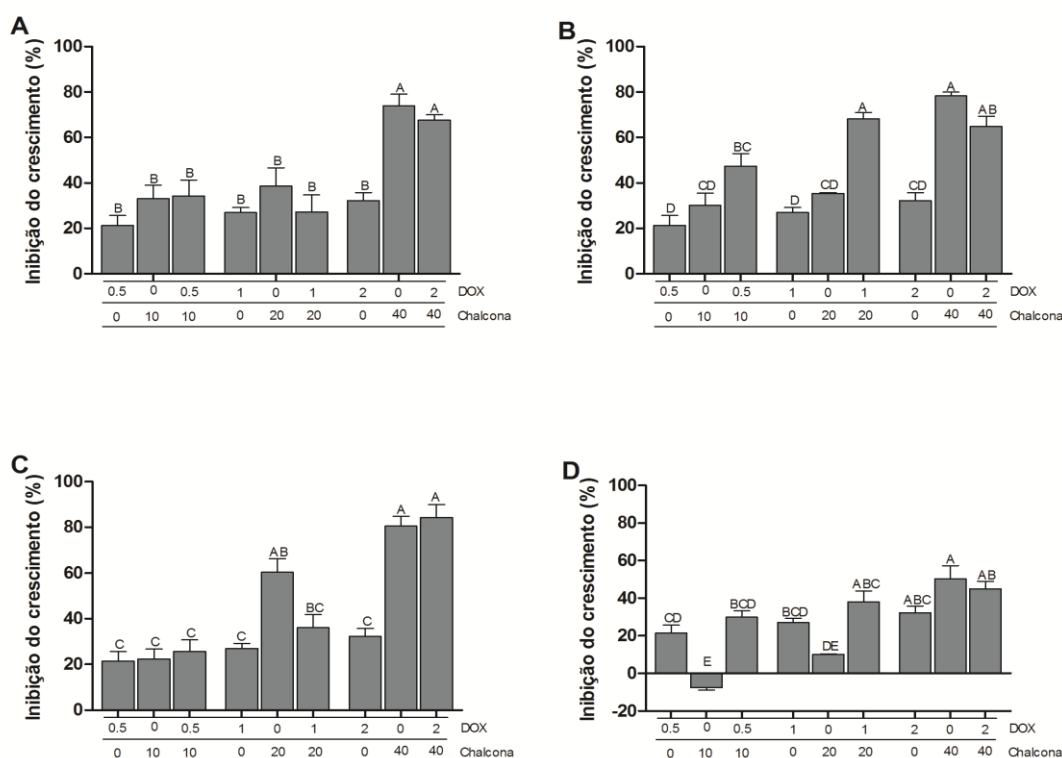 A
Inibição do crescimento (%)
100
80
60
40
20
0
B B B B B B B A A
0.5 0 0.5 1 0 1 2 0 2 DOX
0 10 10 0 20 20 0 40 40 Chalcona
B
Inibição do crescimento (%)
100
80
60
40
20
0
D CD BC D CD A CD A AB
0.5 0 0.5 1 0 1 2 0 2 DOX
0 10 10 0 20 20 0 40 40 Chalcona
C
Inibição do crescimento (%)
100
80
60
40
20
0
C C C C AB BC C A A
0.5 0 0.5 1 0 1 2 0 2 DOX
0 10 10 0 20 20 0 40 40 Chalcona
D
Inibição do crescimento (%)
100
80
60
40
20
0
-20
CD E BCD BCD DE ABC ABC A AB
0.5 0 0.5 1 0 1 2 0 2 DOX
0 10 10 0 20 20 0 40 40 Chalcona